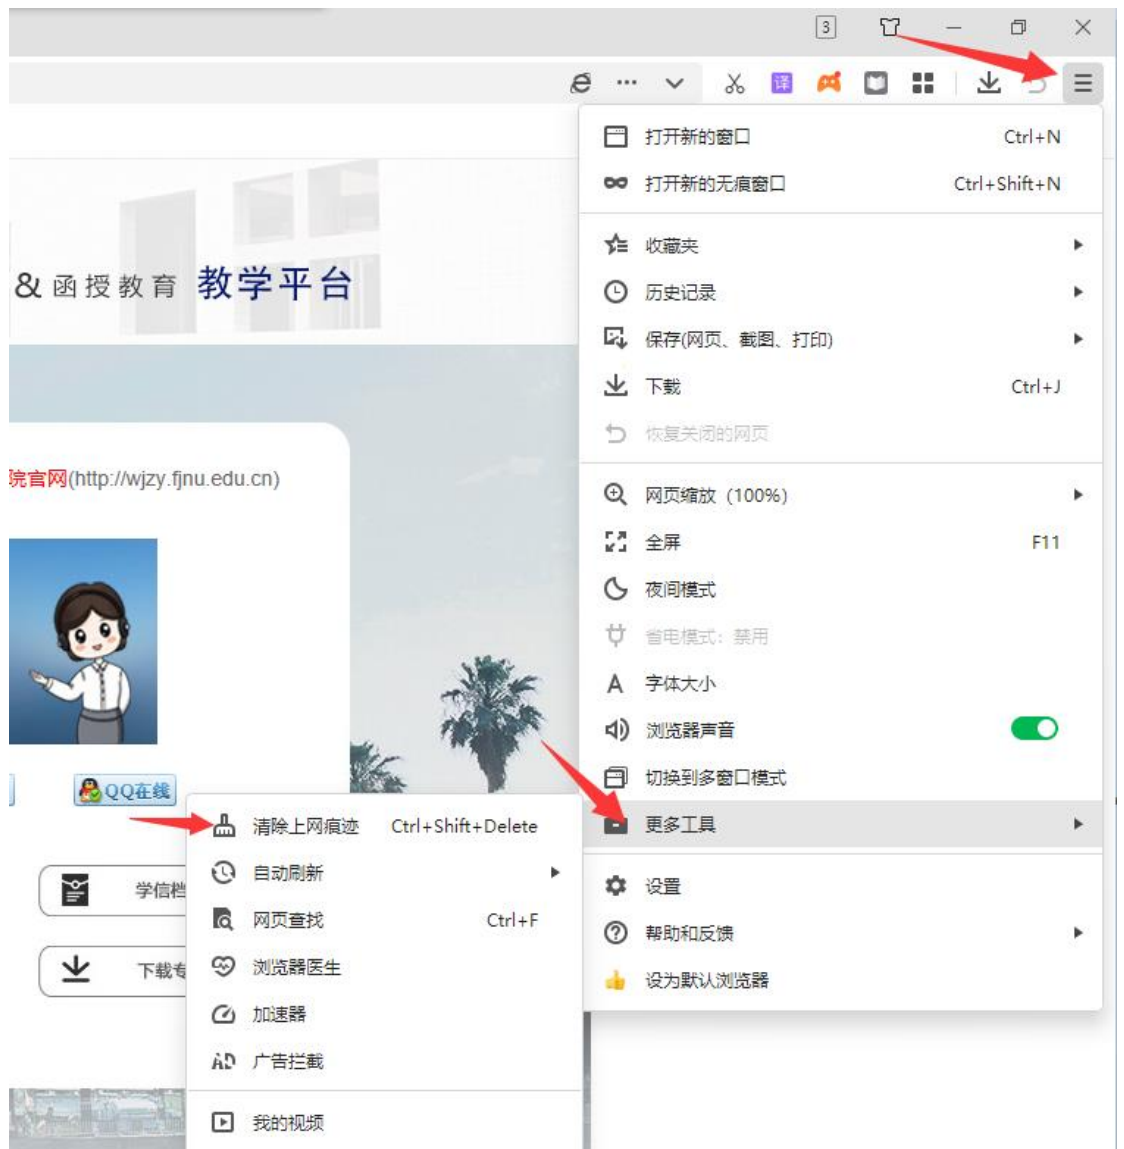 3
译
打开新的窗口 Ctrl+N
打开新的无痕窗口 Ctrl+Shift+N
收藏夹
历史记录
保存(网页、截图、打印)
下载 Ctrl+J
恢复关闭的网页
网页缩放 (100%)
全屏 F11
夜间模式
省电模式：禁用
A 字体大小
浏览器声音
切换到多窗口模式
更多工具
设置
帮助和反馈
设为默认浏览器
&函授教育 教学平台
院官网(http://wjzy.fjnu.edu.cn)
QQ在线
学信档
下载专
清除上网痕迹 Ctrl+Shift+Delete
自动刷新
网页查找 Ctrl+F
浏览器医生
加速器
AD 广告拦截
我的视频